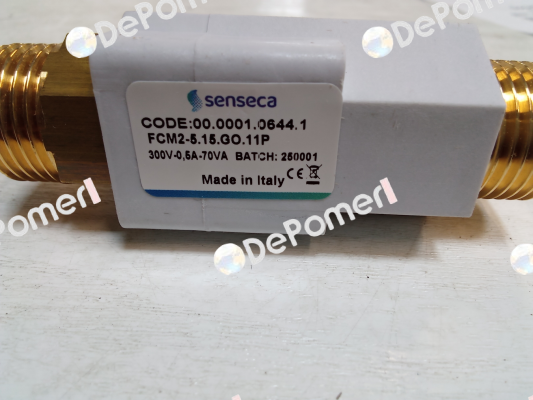 DePomeri
DePomeri
senseca
CODE:00.0001.0644.1
FCM2-5.15.GO.11P
300V-0,5A-70VA BATCH: 250001
Made in Italy CE
DePomeri
DePomeri